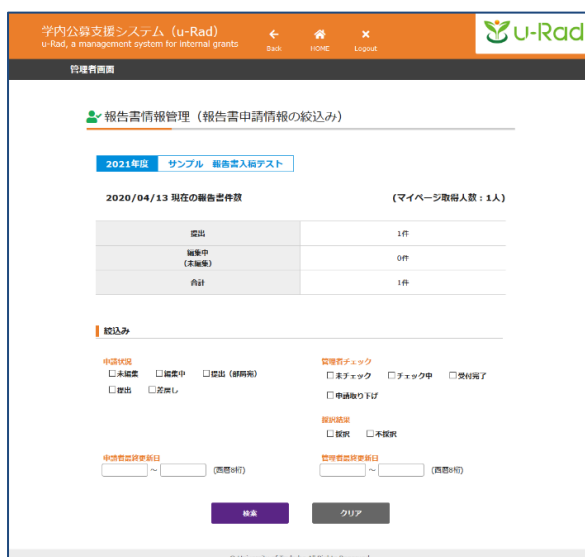 学内公募支援システム（u-Rad）
u-Rad, a management system for internal grants
Back HOME Logout
u-Rad
管理者画面
報告書情報管理（報告書申請情報の絞込み）
2021年度 サンプル 報告書入稿テスト
2020/04/13 現在の報告書件数 (マイページ取得人数：1人)
提出 1件
編集中
(未編集) 0件
合計 1件
絞込み
申請状況 管理者チェック
未編集 編集中 提出（部局宛） 未チェック チェック中 受付完了
提出 差戻し 申請取り下げ
採択結果
採択 不採択
申請者最終更新日 管理者最終更新日
～ (西暦8桁) ～ (西暦8桁)
検索 クリア